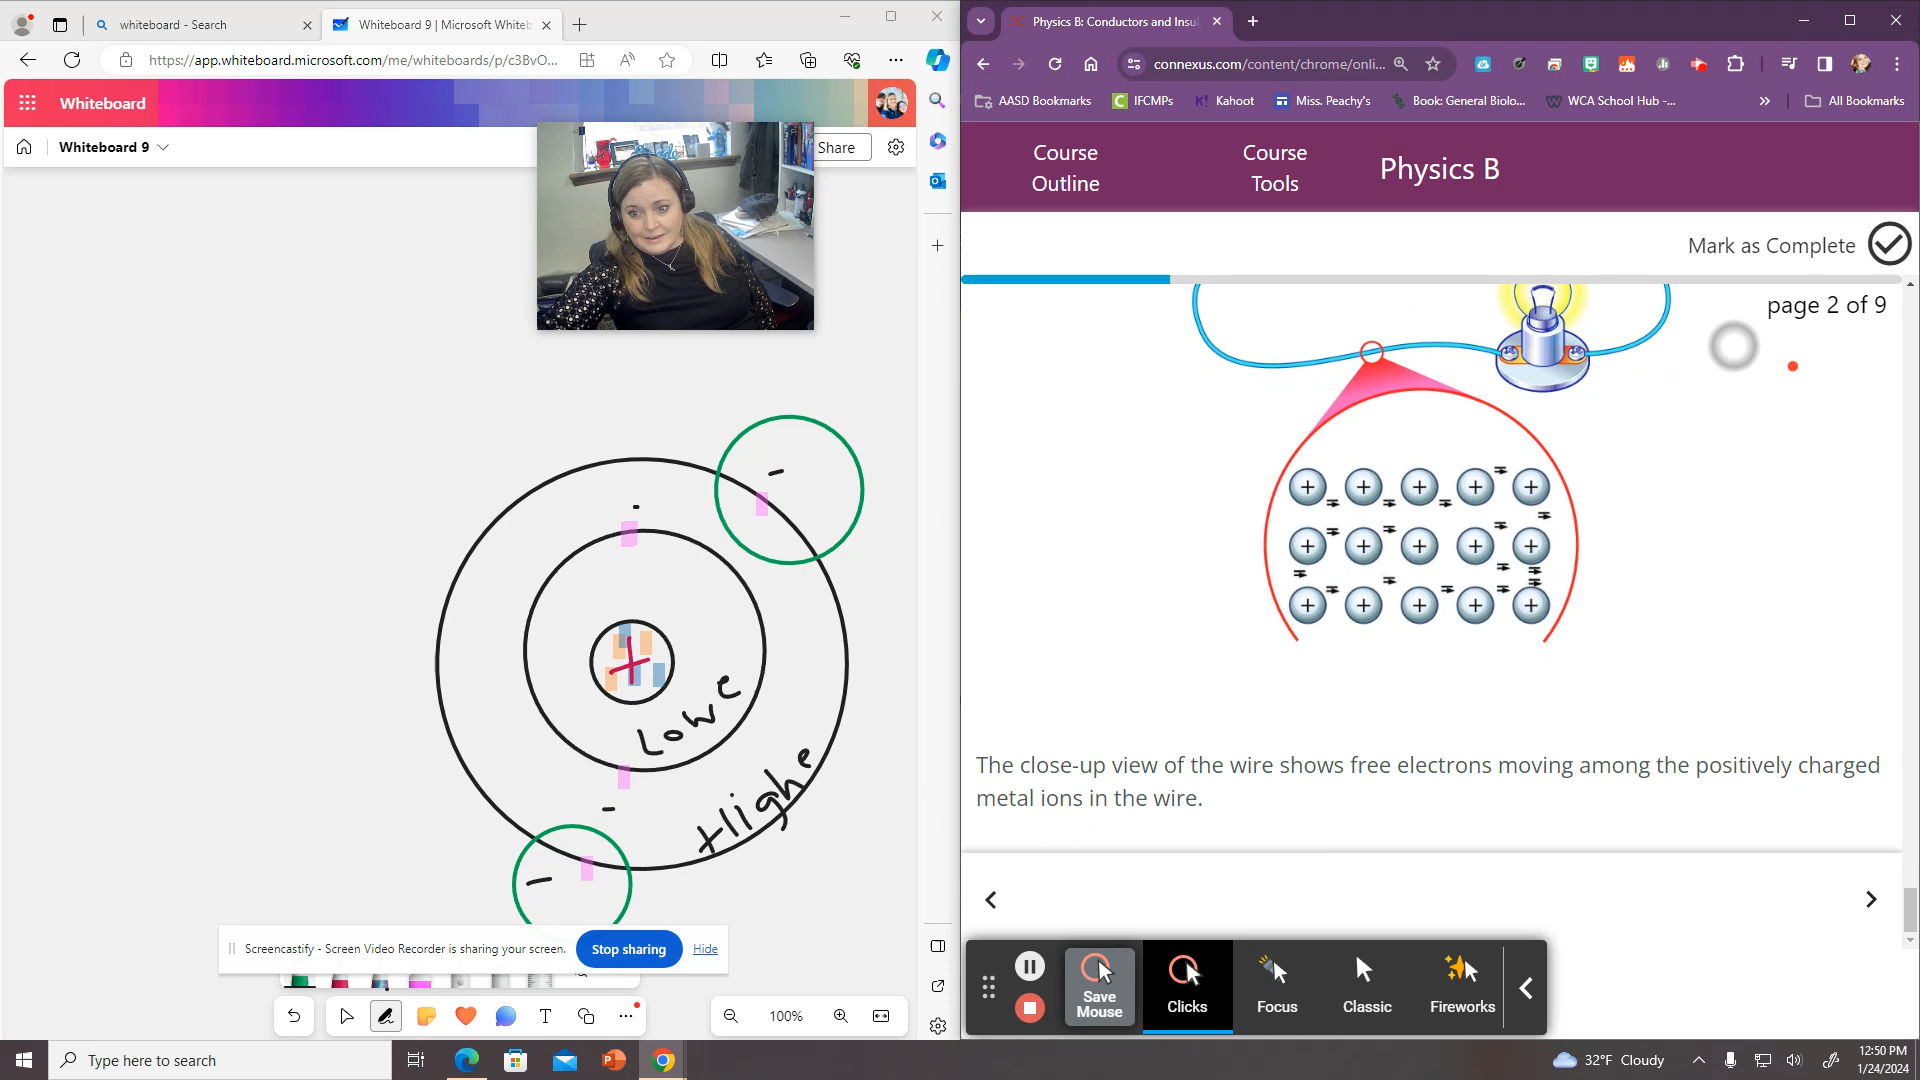 whiteboard - Search
Whiteboard 9 | Microsoft Whiteb
https://app.whiteboard.microsoft.com/me/whiteboards/p/c3BvO...
Whiteboard
Whiteboard 9
Share
Low e
High e
Screencastify - Screen Video Recorder is sharing your screen.
Stop sharing
Hide
100%
Physics B: Conductors and Insul
connexus.com/content/chrome/onli...
AASD Bookmarks
IFCMPs
Kahoot
Miss. Peachy's
Book: General Biolo...
WCA School Hub -...
All Bookmarks
Course Outline
Course Tools
Physics B
Mark as Complete
page 2 of 9
+ + + + +
+ + + + +
+ + + + +
The close-up view of the wire shows free electrons moving among the positively charged
metal ions in the wire.
Save Mouse
Clicks
Focus
Classic
Fireworks
Type here to search
32°F Cloudy
12:50 PM
1/24/2024